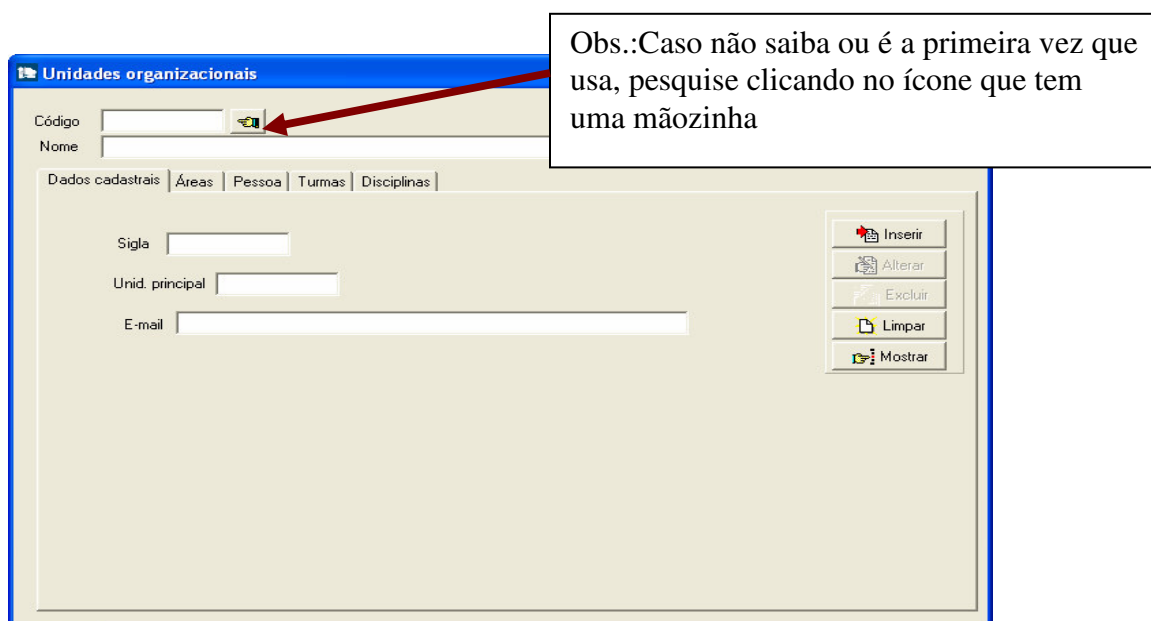 Obs.:Caso não saiba ou é a primeira vez que
usa, pesquise clicando no ícone que tem
uma mãozinha
Unidades organizacionais
Código
Nome
Dados cadastrais Áreas Pessoa Turmas Disciplinas
Sigla
Unid. principal
E-mail
Inserir
Alterar
Excluir
Limpar
Mostrar